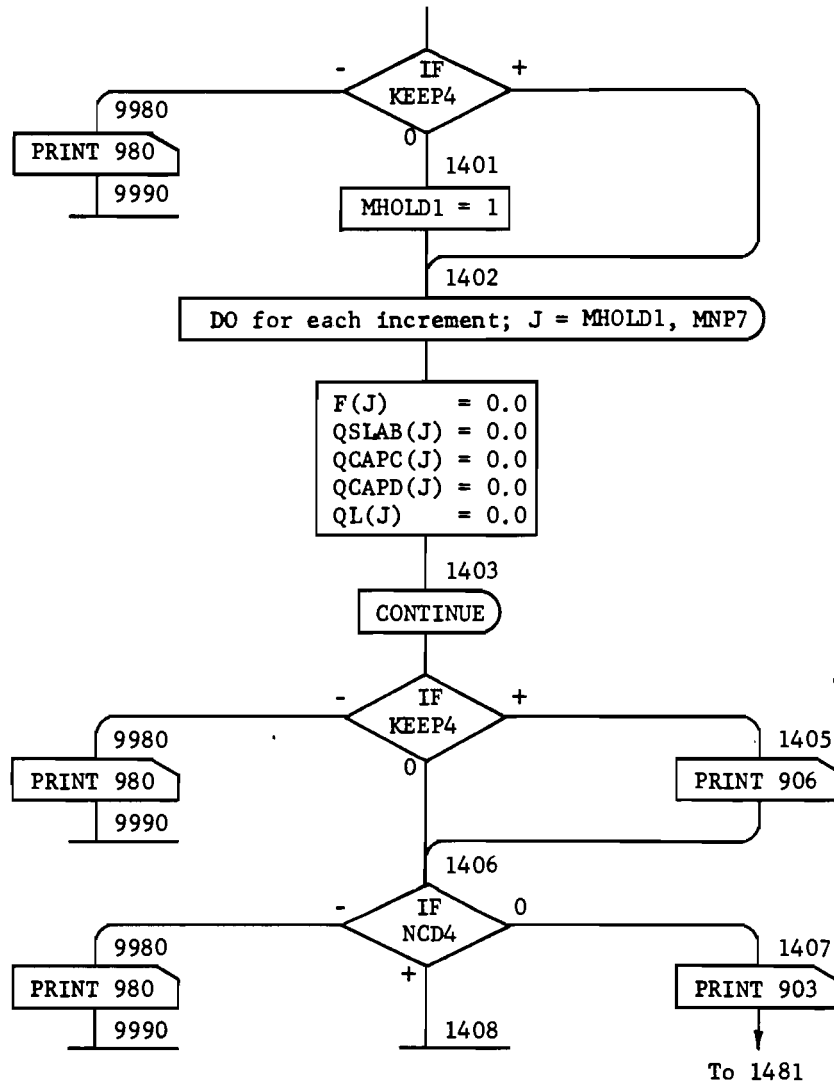 - IF +
KEEP4
0
9980
PRINT 980
9990
1401
MHOLD1 = 1
1402
DO for each increment; J = MHOLD1, MNP7
F(J) = 0.0
QSLAB(J) = 0.0
QCAPC(J) = 0.0
QCAPD(J) = 0.0
QL(J) = 0.0
1403
CONTINUE
- IF +
KEEP4
0
9980
PRINT 980
9990
1405
PRINT 906
1406
- IF 0
NCD4
+
9980
PRINT 980
9990
1408
1407
PRINT 903
To 1481